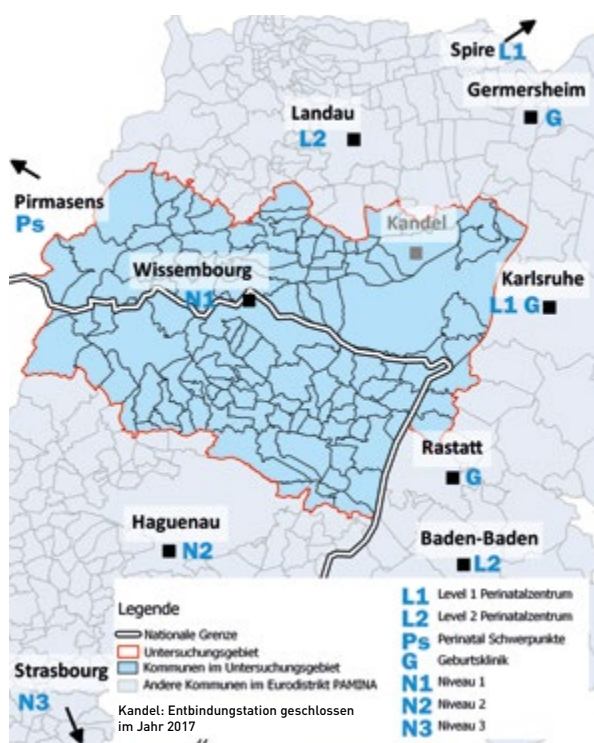 Spire L1
Germersheim
G
Landau
L2
Pirmasens
Ps
Kandel
Wissembourg
N1
Karlsruhe
L1 G
Rastatt
G
Haguenau
N2
Baden-Baden
L2
Strasbourg
N3
Legende
Nationale Grenze
Untersuchungsgebiet
Kommunen im Untersuchungsgebiet
Andere Kommunen im Eurodistrikt PAMINA
Kandel: Entbindungstation geschlossen
im Jahr 2017
L1 Level 1 Perinatalzentrum
L2 Level 2 Perinatalzentrum
Ps Perinatal Schwerpunkte
G Geburtsklinik
N1 Niveau 1
N2 Niveau 2
N3 Niveau 3